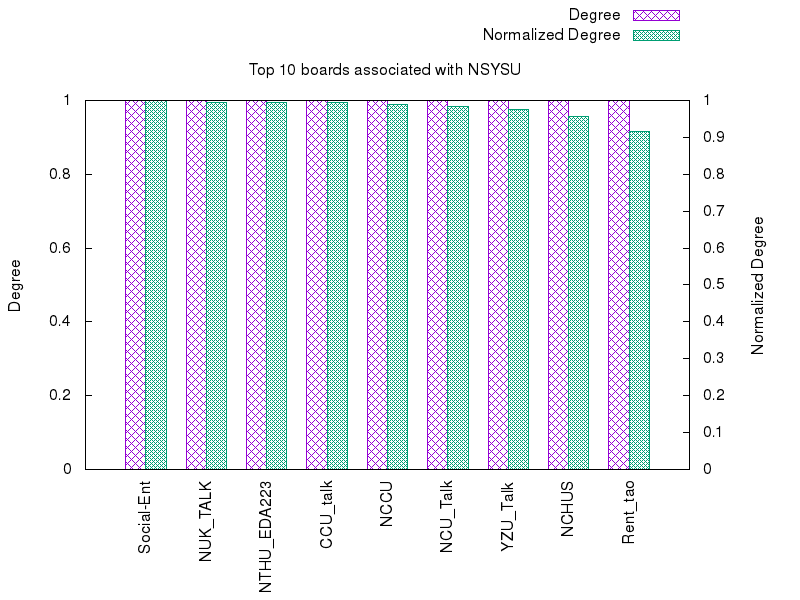 Degree
Normalized Degree
Top 10 boards associated with NSYSU
1
0.8
0.6
0.4
0.2
0
Degree
1
0.9
0.8
0.7
0.6
0.5
0.4
0.3
0.2
0.1
0
Normalized Degree
Social-Ent
NUK_TALK
NTHU_EDA223
CCU_talk
NCCU
NCU_Talk
YZU_Talk
NCHUS
Rent_tao